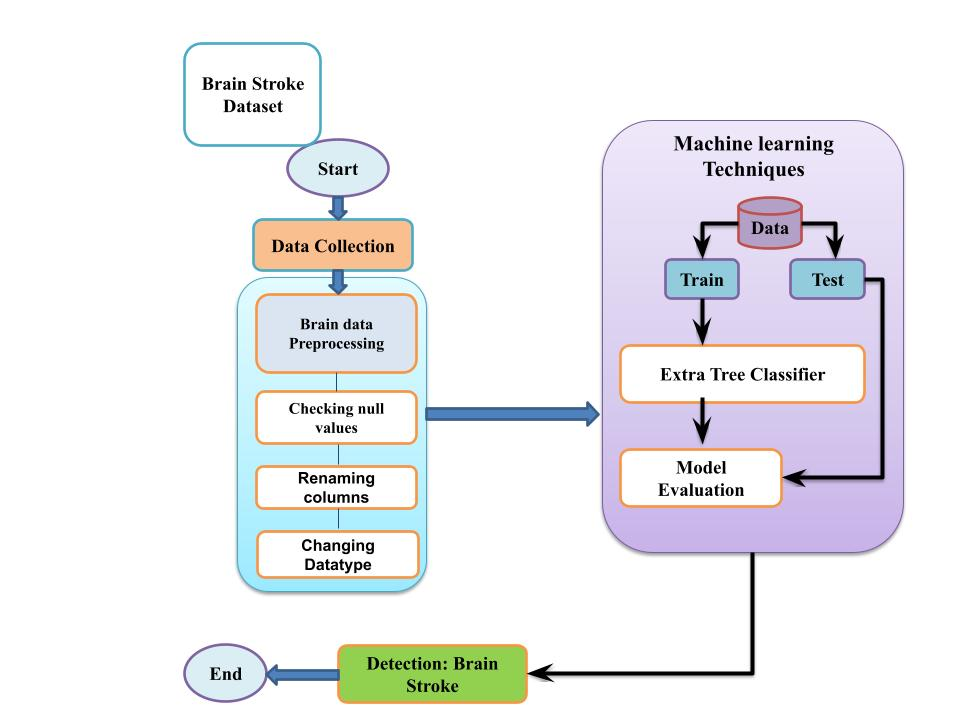 Brain Stroke
Dataset
Start
Data Collection
Brain data
Preprocessing
Checking null
values
Renaming
columns
Changing
Datatype
Machine learning
Techniques
Data
Train
Test
Extra Tree Classifier
Model
Evaluation
Detection: Brain
Stroke
End